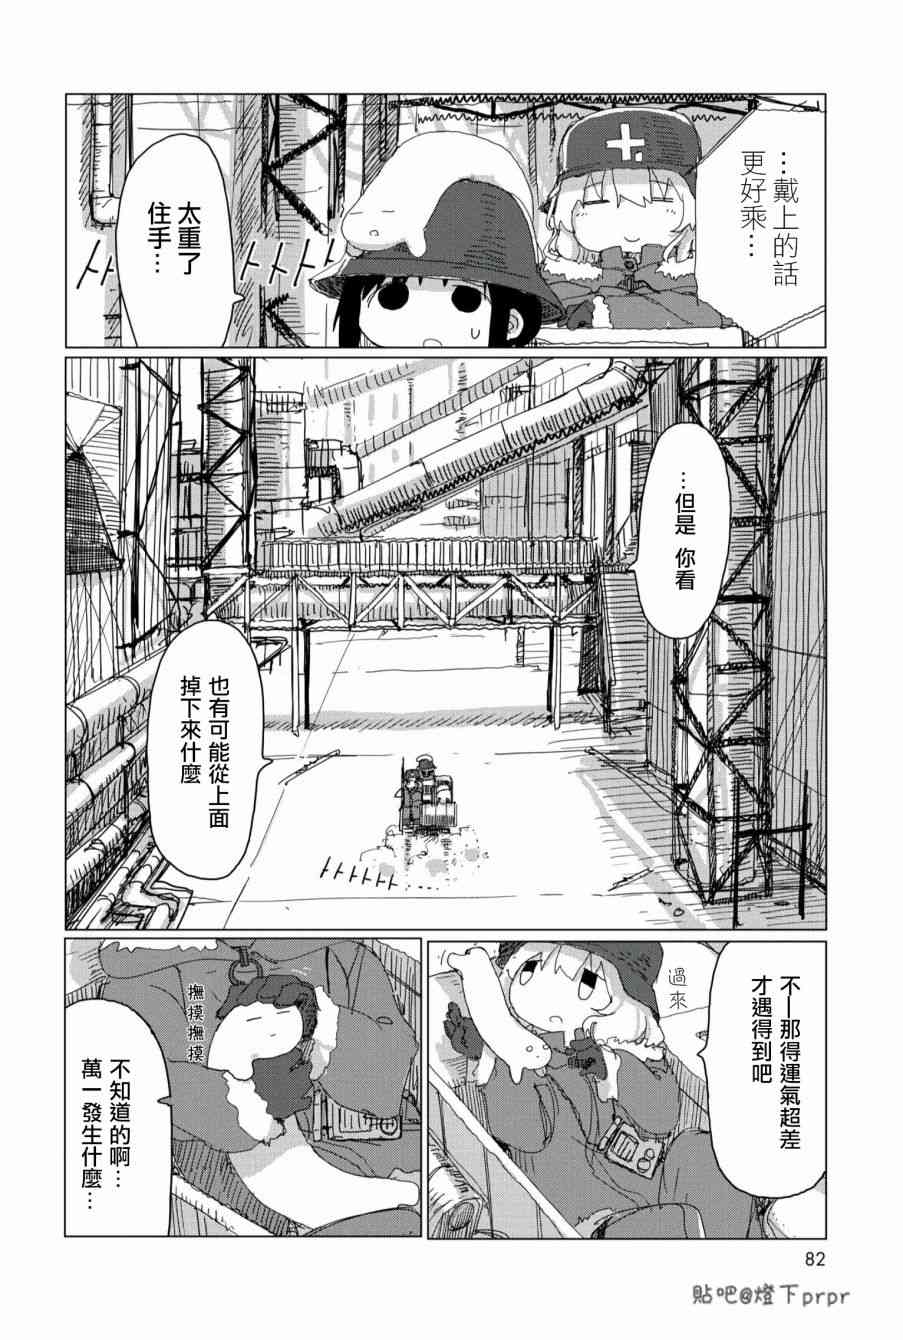 …戴上的話
更好乘…
太重了
住手…
…但是 你看
也有可能從上面
掉下來什麼
不—那得運氣超差
才遇得到吧
過來
撫摸撫摸
不知道的啊…
萬一發生什麼…
82
貼吧@燈下prpr